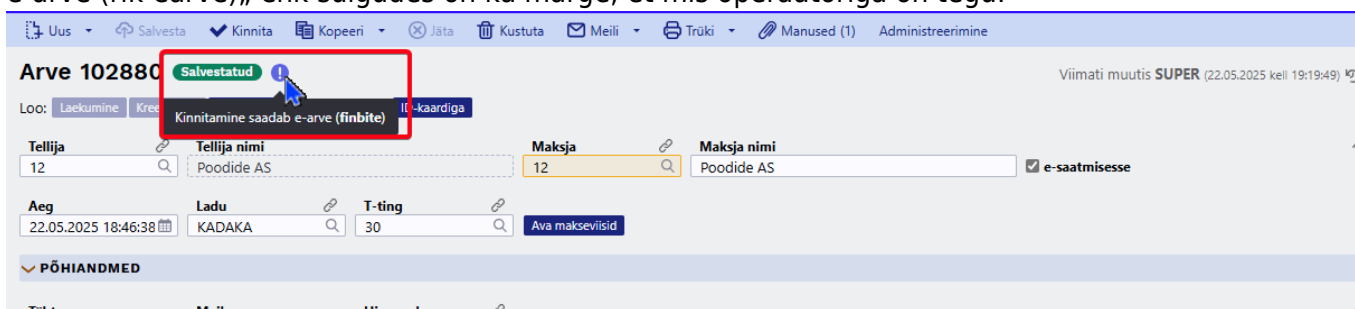 Uus Salvesta Kinnita Kopeeri Jäta Kustuta Meili Trüki Manused (1) Administreerimine
Arve 102880 Salvestatud Viimati muutis SUPER (22.05.2025 kell 19:19:49)
Loo: Laekumine ID-kaardiga
Kinnitamine saadab e-arve (finbite)
Tellija Tellija nimi Maksja Maksja nimi
12 Poodide AS 12 Poodide AS e-saatmisesse
Aeg Ladu T-ting
22.05.2025 18:46:38 KADAKA 30 Ava makseviisid
PÕHIANDMED